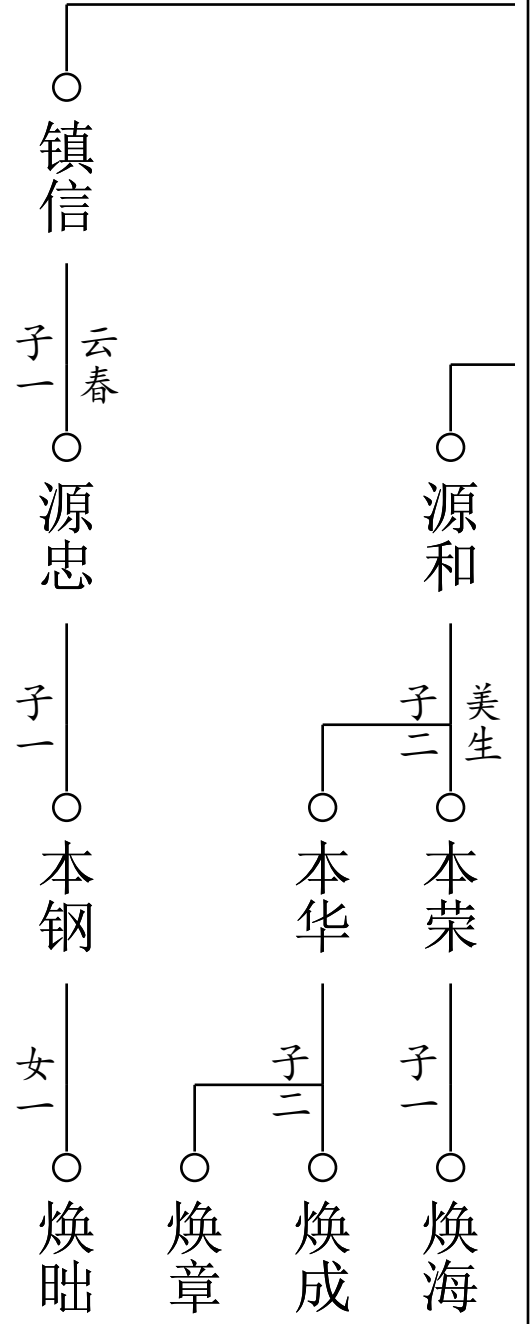 镇信
云春
子一
源和
源忠
美生
子二
子一
本荣
本华
本钢
子一
子二
女一
焕海
焕成
焕章
焕昢